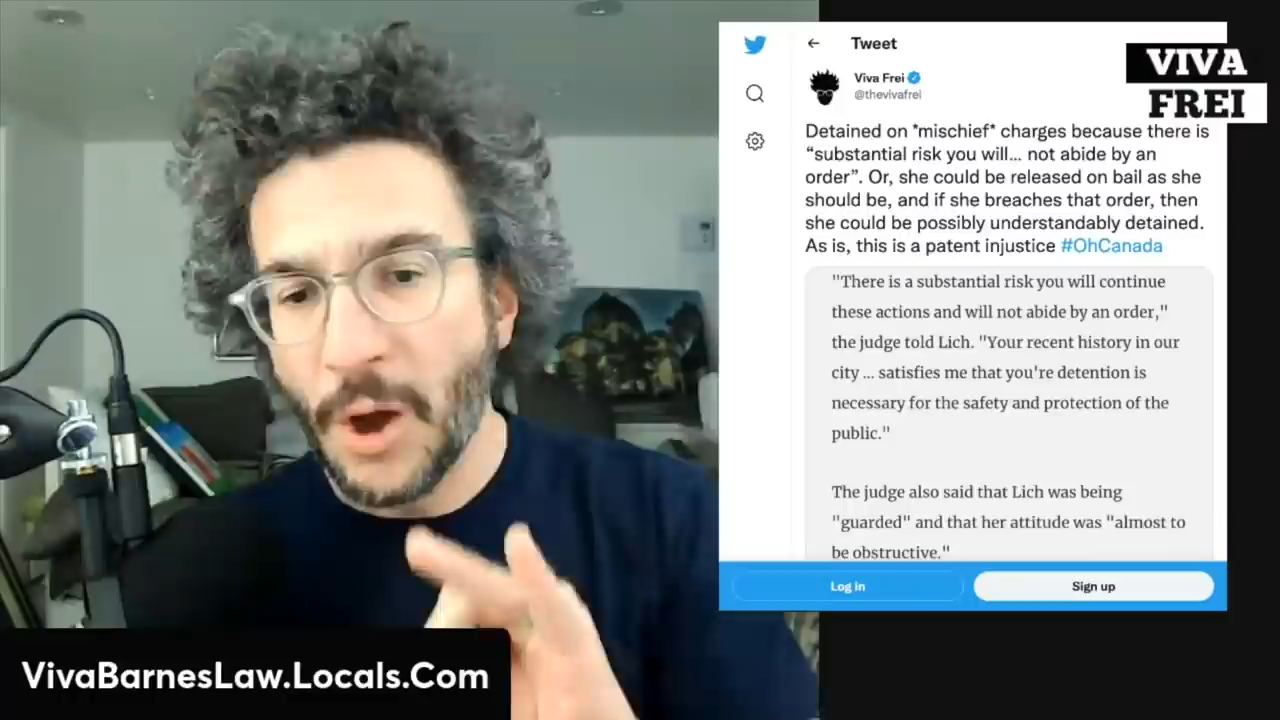 Tweet
VIVA
FREI
Viva Frei
@thevivafrei
Detained on *mischief* charges because there is
“substantial risk you will... not abide by an
order”. Or, she could be released on bail as she
should be, and if she breaches that order, then
she could be possibly understandably detained.
As is, this is a patent injustice #OhCanada
"There is a substantial risk you will continue
these actions and will not abide by an order,"
the judge told Lich. "Your recent history in our
city ... satisfies me that you're detention is
necessary for the safety and protection of the
public."
The judge also said that Lich was being
"guarded" and that her attitude was "almost to
be obstructive."
Log in
Sign up
VivaBarnesLaw.Locals.Com